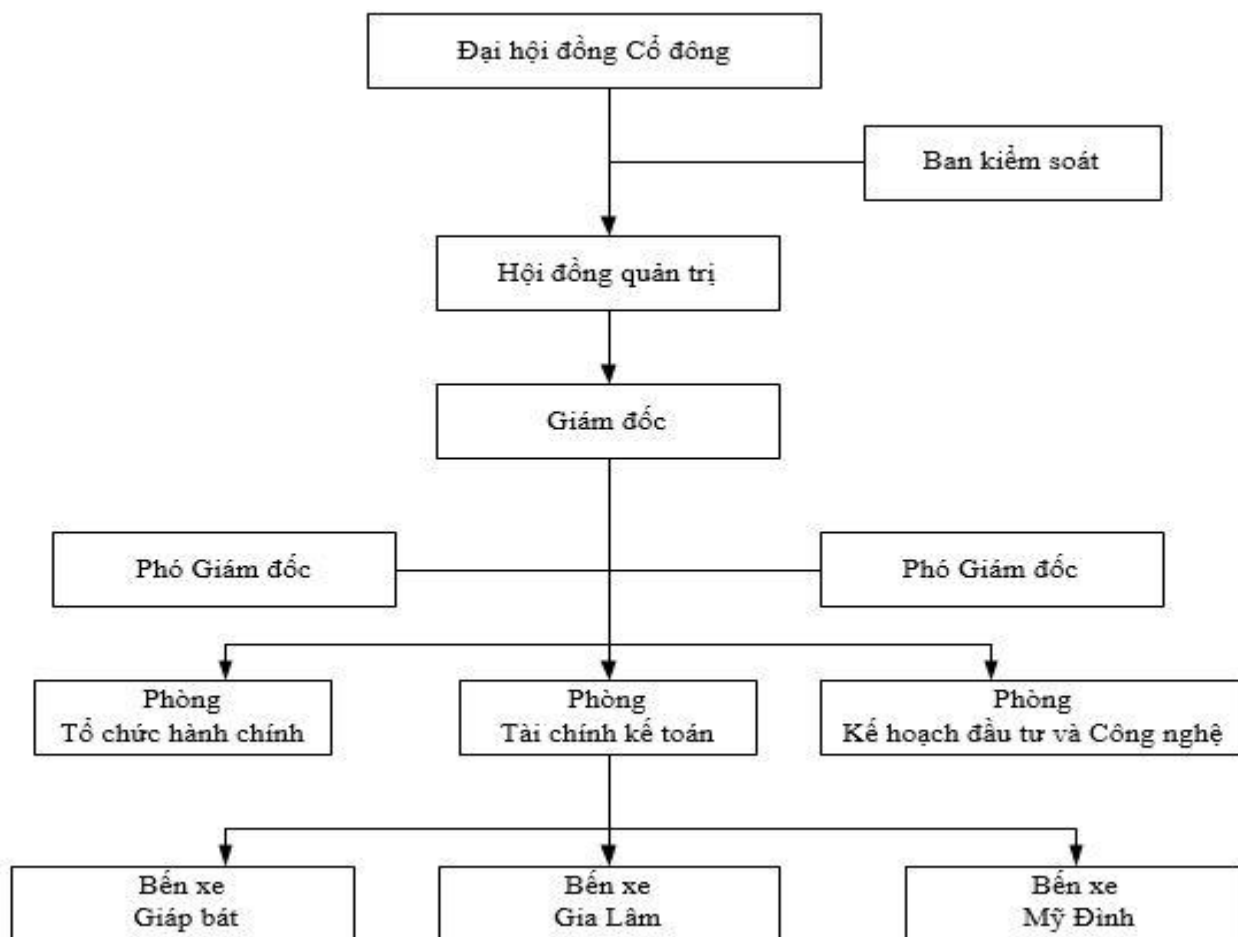 Đại hội đồng Cổ đông
Ban kiểm soát
Hội đồng quản trị
Giám đốc
Phó Giám đốc
Phó Giám đốc
Phòng
Tổ chức hành chính
Phòng
Tài chính kế toán
Phòng
Kế hoạch đầu tư và Công nghệ
Bến xe
Giáp bát
Bến xe
Gia Lâm
Bến xe
Mỹ Đình